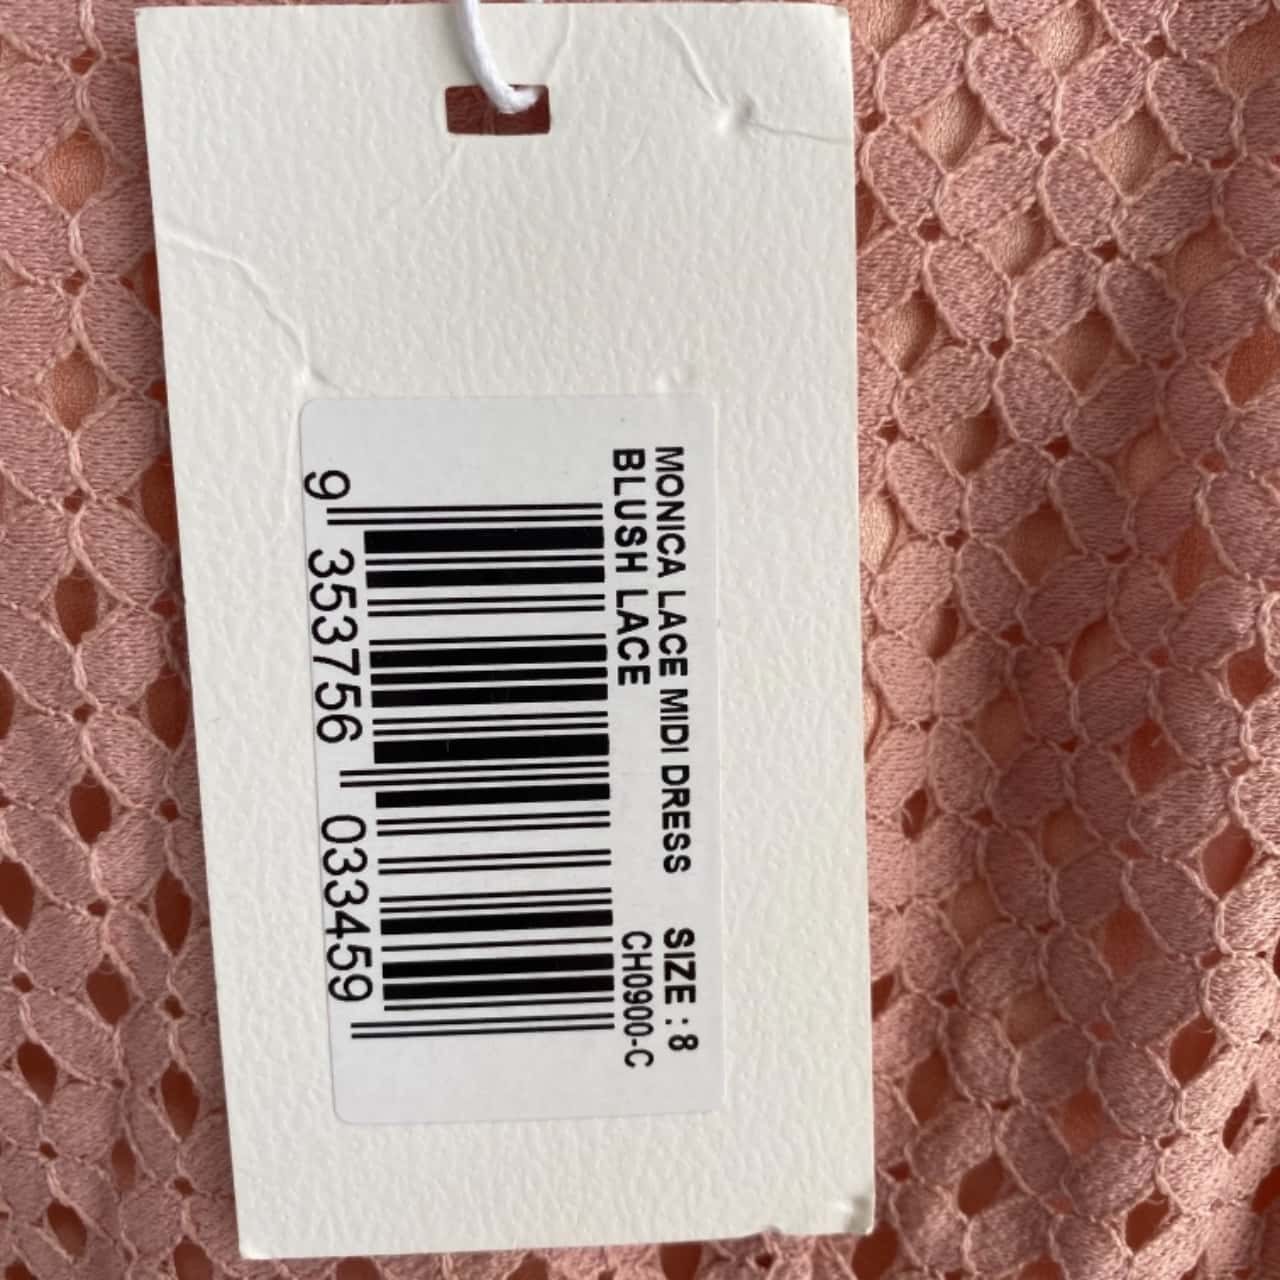 MONICA LACE MIDI DRESS SIZE : 8
BLUSH LACE CH0900-C
9 353756 033459